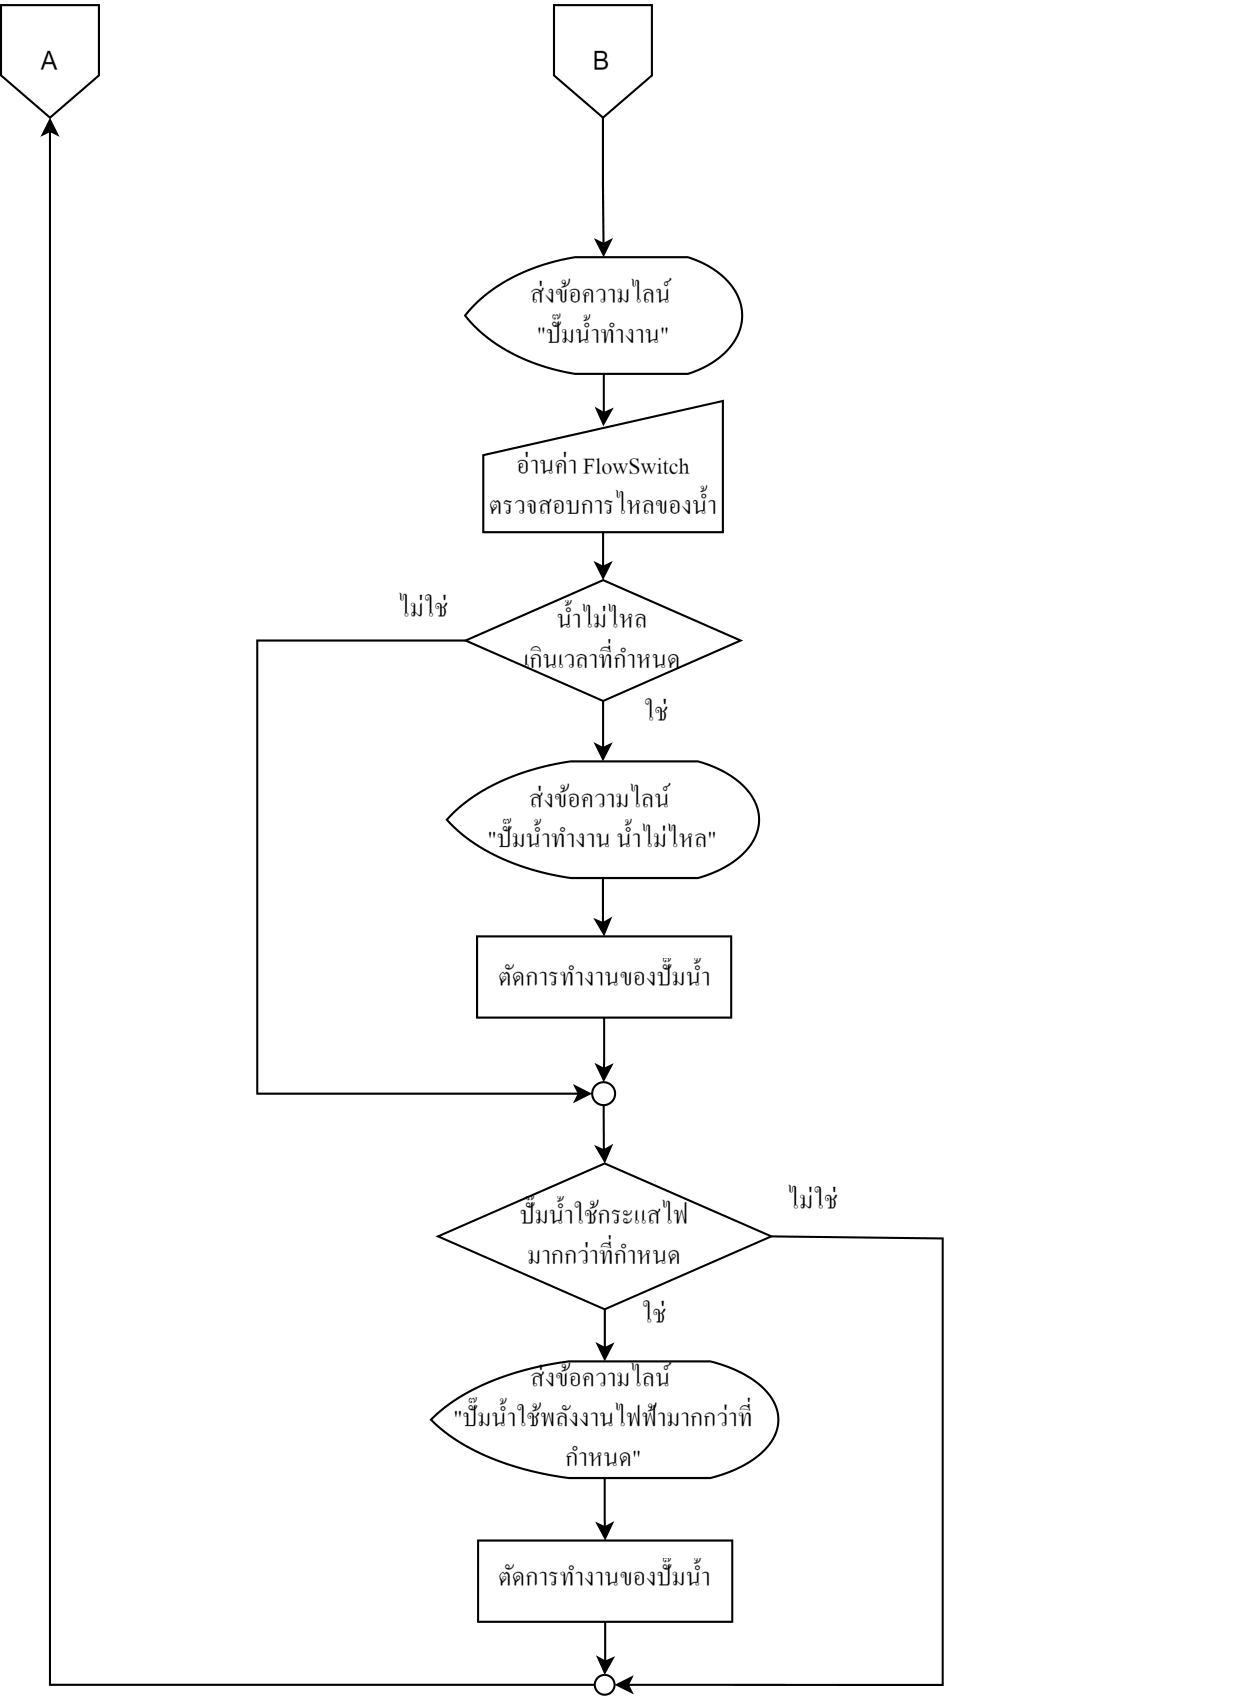 A
B
ส่งข้อความไลน์
"ปั๊มน้ำทำงาน"
อ่านค่า FlowSwitch
ตรวจสอบการไหลของน้ำ
ไม่ใช่
น้ำไม่ไหล
เกินเวลาที่กำหนด
ใช่
ส่งข้อความไลน์
"ปั๊มน้ำทำงาน น้ำไม่ไหล"
ตัดการทำงานของปั๊มน้ำ
ไม่ใช่
ปั๊มน้ำใช้กระแสไฟ
มากกว่าที่กำหนด
ใช่
ส่งข้อความไลน์
"ปั๊มน้ำใช้พลังงานไฟฟ้ามากกว่าที่
กำหนด"
ตัดการทำงานของปั๊มน้ำ